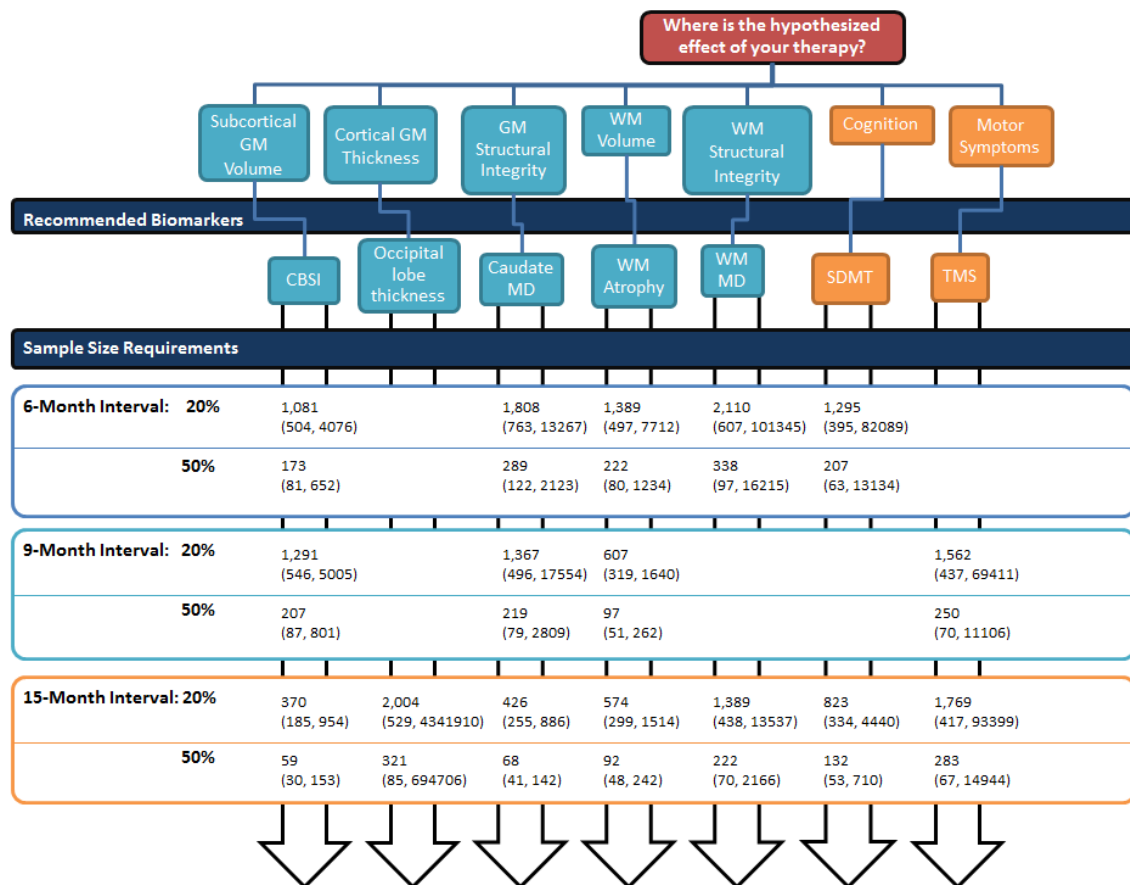 Where is the hypothesized
effect of your therapy?
Subcortical
GM
Volume
Cortical GM
Thickness
GM
Structural
Integrity
WM
Volume
WM
Structural
Integrity
Cognition
Motor
Symptoms
Recommended Biomarkers
CBSI
Occipital
lobe
thickness
Caudate
MD
WM
Atrophy
WM
MD
SDMT
TMS
Sample Size Requirements
6-Month Interval: 20%
1,081 1,808 1,389 2,110 1,295
(504, 4076) (763, 13267) (497, 7712) (607, 101345) (395, 82089)
50%
173 289 222 338 207
(81, 652) (122, 2123) (80, 1234) (97, 16215) (63, 13134)
9-Month Interval: 20%
1,291 1,367 607 1,562
(546, 5005) (496, 17554) (319, 1640) (437, 69411)
50%
207 219 97 250
(87, 801) (79, 2809) (51, 262) (70, 11106)
15-Month Interval: 20%
370 2,004 426 574 1,389 823 1,769
(185, 954) (529, 4341910) (255, 886) (299, 1514) (438, 13537) (334, 4440) (417, 93399)
50%
59 321 68 92 222 132 283
(30, 153) (85, 694706) (41, 142) (48, 242) (70, 2166) (53, 710) (67, 14944)